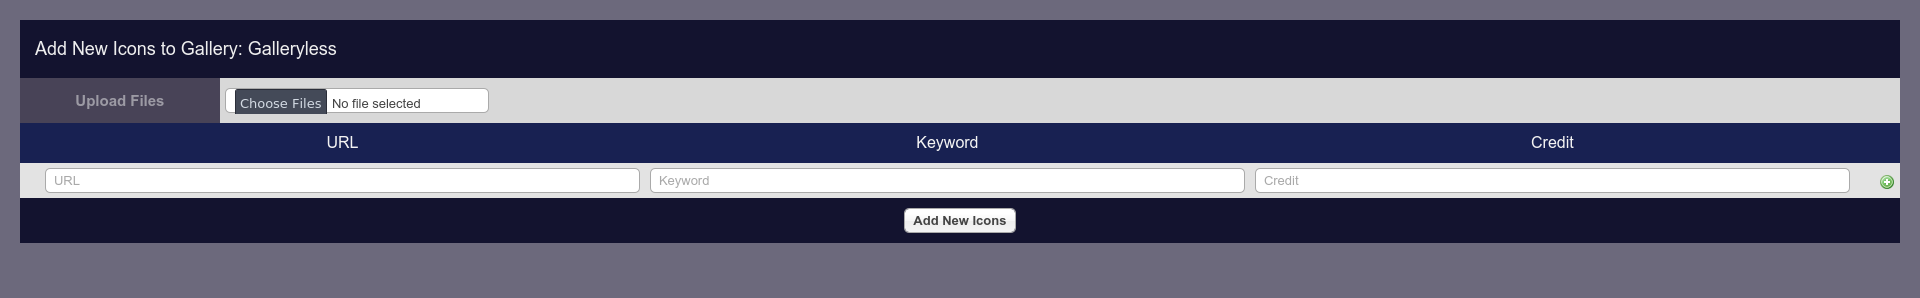 Add New Icons to Gallery: Galleryless
Upload Files Choose Files No file selected
URL Keyword Credit
URL Keyword Credit
Add New Icons